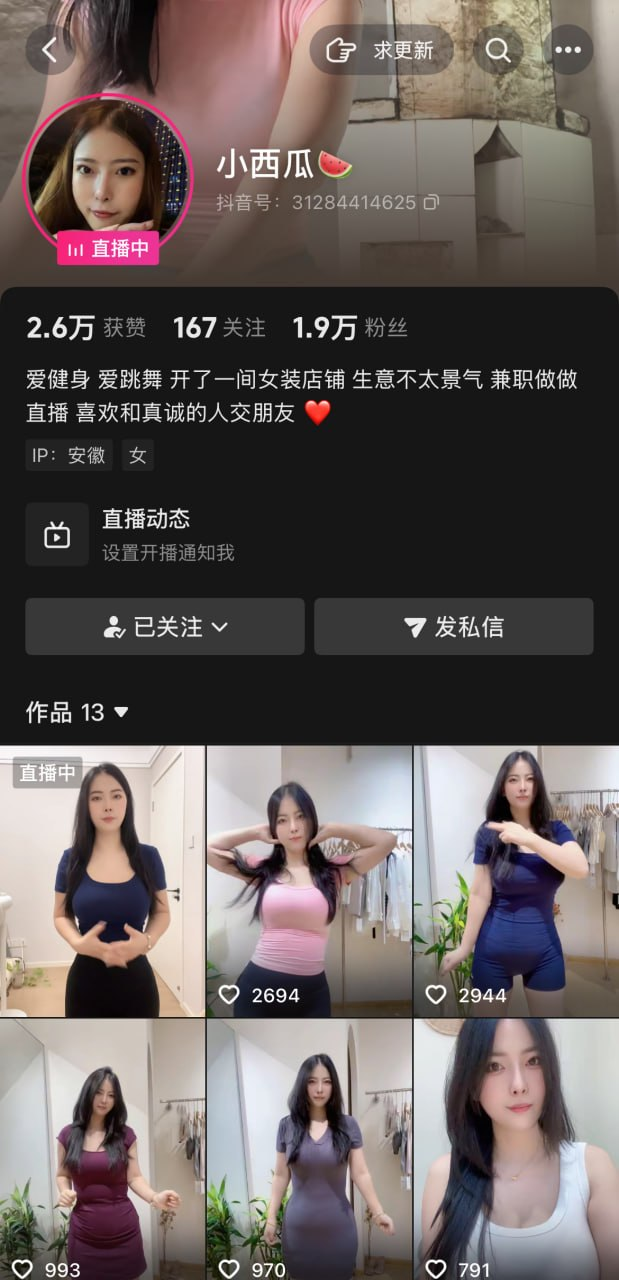 求更新
小西瓜🍉
抖音号：31284414625
直播中
2.6万 获赞 167 关注 1.9万 粉丝
爱健身 爱跳舞 开了一间女装店铺 生意不太景气 兼职做做
直播 喜欢和真诚的人交朋友 ❤️
IP：安徽 女
直播动态
设置开播通知我
已关注 发私信
作品 13
直播中
2694 2944
993 970 791